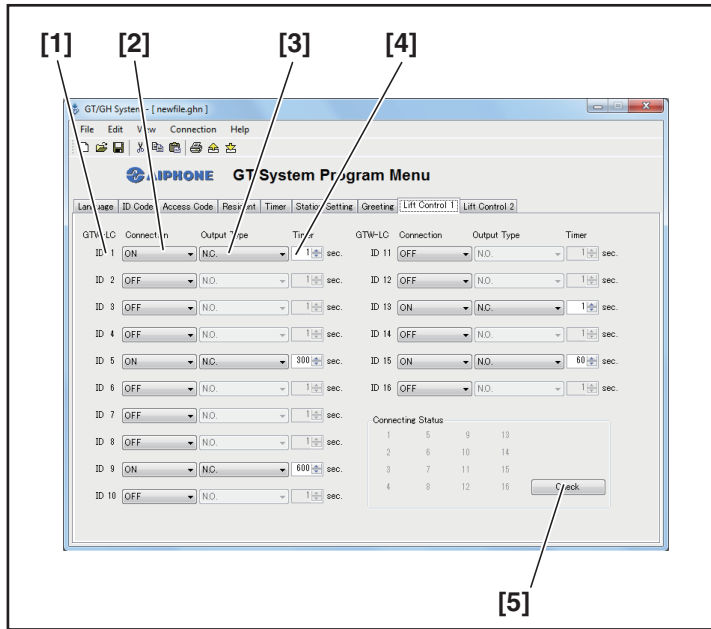 [1] [2] [3] [4]
GT/GH System - [ newfile.ghn ]
File Edit View Connection Help
AIPHONE GT System Program Menu
Language ID Code Access Code Resident Timer Station Setting Greeting Lift Control 1 Lift Control 2
GTW-LC Connection Output Type Timer GTW-LC Connection Output Type Timer
ID 1 ON N.C. 1 sec. ID 11 OFF N.O. 1 sec.
ID 2 OFF N.O. 1 sec. ID 12 OFF N.O. 1 sec.
ID 3 OFF N.O. 1 sec. ID 13 ON N.C. 1 sec.
ID 4 OFF N.O. 1 sec. ID 14 OFF N.O. 1 sec.
ID 5 ON N.C. 300 sec. ID 15 ON N.O. 60 sec.
ID 6 OFF N.O. 1 sec. ID 16 OFF N.O. 1 sec.
ID 7 OFF N.O. 1 sec.
ID 8 OFF N.O. 1 sec.
ID 9 ON N.C. 600 sec.
ID 10 OFF N.O. 1 sec.
Connecting Status
1 5 9 13
2 6 10 14
3 7 11 15
4 8 12 16 Check
[5]